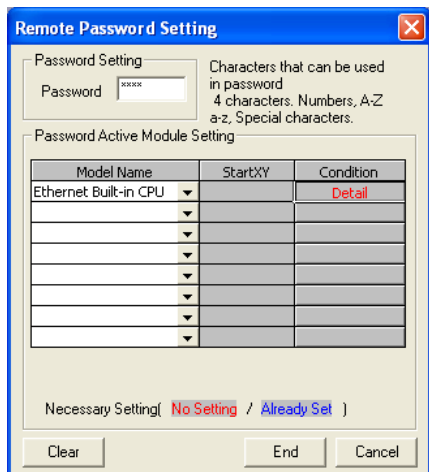 Remote Password Setting
Password Setting
Password xxxx
Characters that can be used
in password
4 characters. Numbers, A-Z
a-z, Special characters.
Password Active Module Setting
Model Name StartXY Condition
Ethernet Built-in CPU Detail
Necessary Setting( No Setting / Already Set )
Clear End Cancel